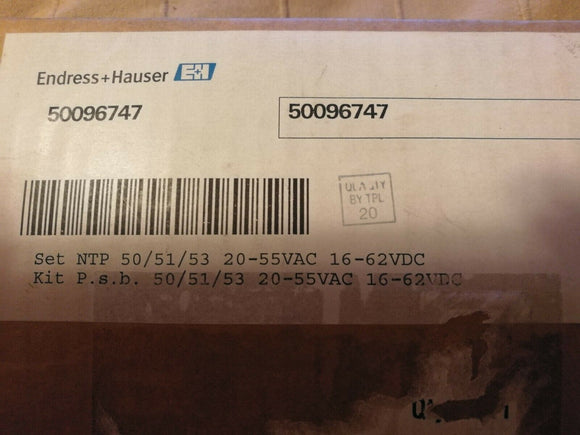 Endress+Hauser E+H
50096747
50096747
QUALITY
BY TPL
20
Set NTP 50/51/53 20-55VAC 16-62VDC
Kit P.s.b. 50/51/53 20-55VAC 16-62VDC